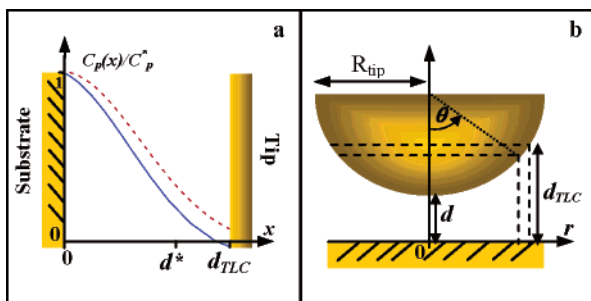 a
Cp(x)/C*p
1
Substrate
Tip
0
x
0
d*
dTLC
b
Rtip
θ
dTLC
d
0
r